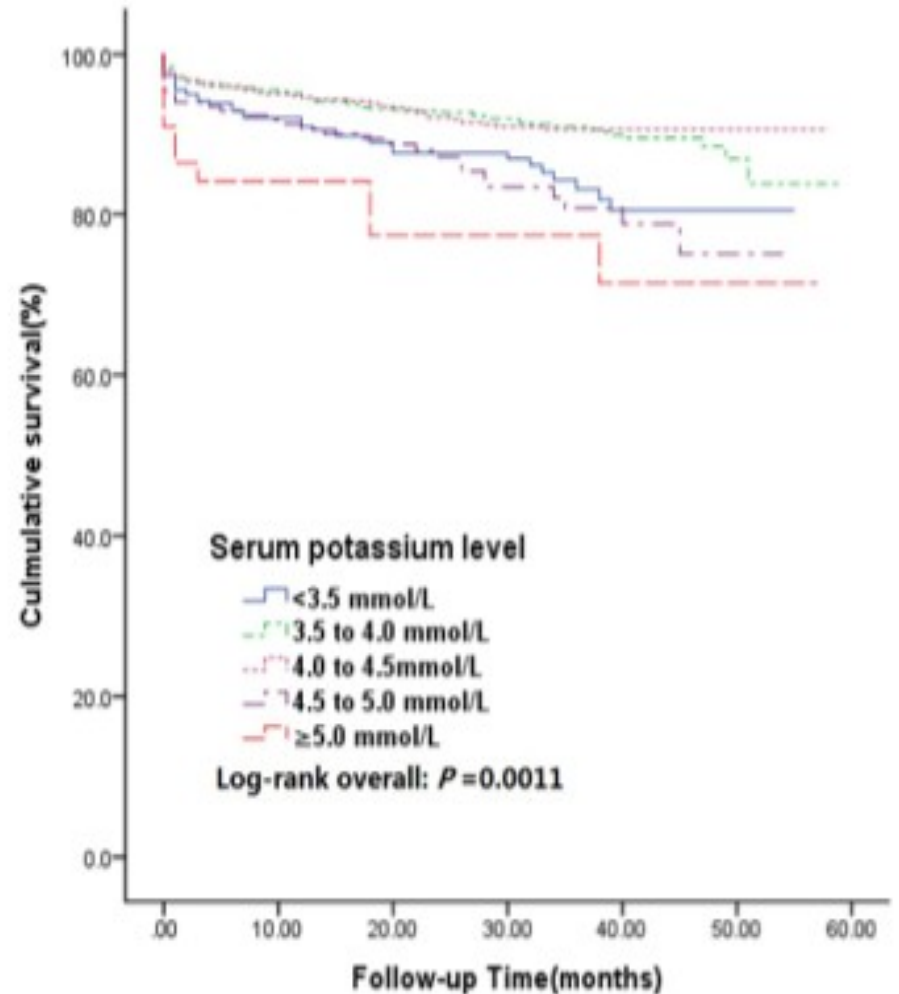 Culmulative survival(%)
100.0
80.0
60.0
40.0
20.0
0.0
Serum potassium level
<3.5 mmol/L
3.5 to 4.0 mmol/L
4.0 to 4.5mmol/L
4.5 to 5.0 mmol/L
≥5.0 mmol/L
Log-rank overall: P=0.0011
.00 10.00 20.00 30.00 40.00 50.00 60.00
Follow-up Time(months)